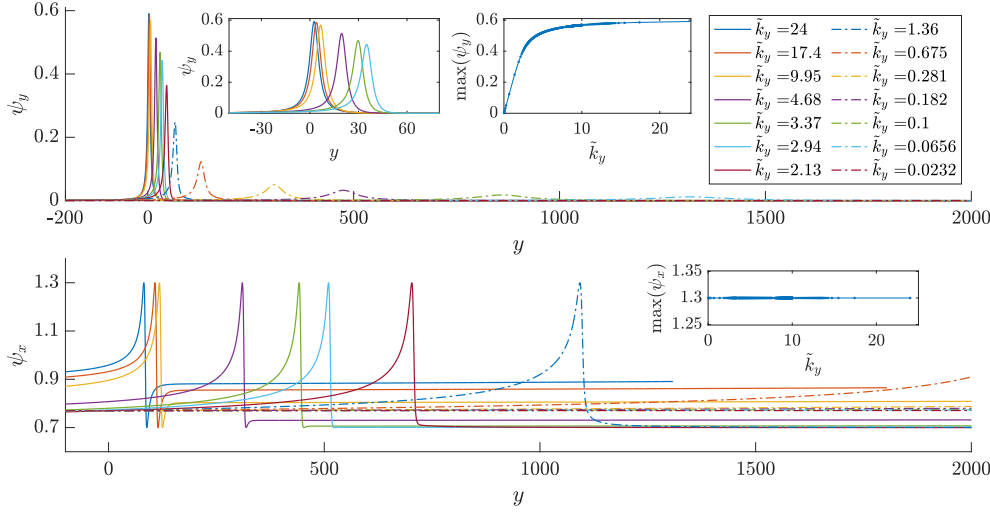 0.6
0.4
0.2
0
ψ_y
-200
0
500
1000
1500
2000
y
0.6
0.4
0.2
0
ψ_y
-30
0
30
60
y
0.6
0.4
0.2
0
max(ψ_y)
0
10
20
k̃_y
k̃_y =24
k̃_y =17.4
k̃_y =9.95
k̃_y =4.68
k̃_y =3.37
k̃_y =2.94
k̃_y =2.13
k̃_y =1.36
k̃_y =0.675
k̃_y =0.281
k̃_y =0.182
k̃_y =0.1
k̃_y =0.0656
k̃_y =0.0232
1.3
1.1
0.9
0.7
ψ_x
0
500
1000
1500
2000
y
1.35
1.3
1.25
max(ψ_x)
0
10
20
k̃_y